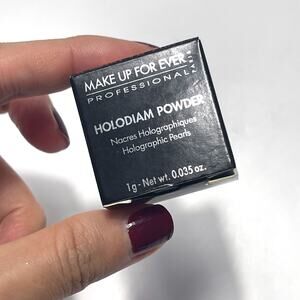 MAKE UP FOR EVER
PROFESSIONAL
HOLODIAM POWDER
Nacres Holographiques
Holographic Pearls
1g - Net wt. 0.035 oz.